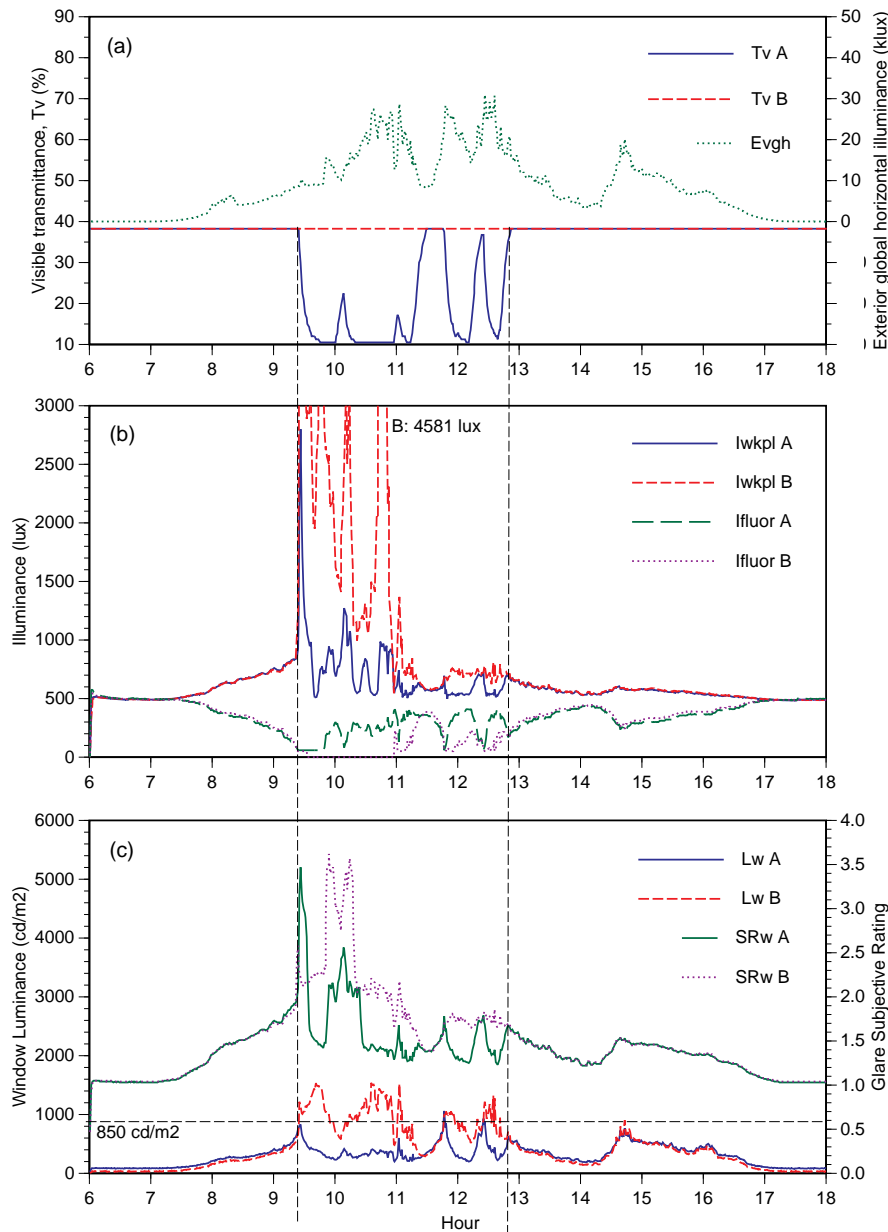 (a)
Visible transmittance, Tv (%)
90
80
70
60
50
40
30
20
10
Tv A
Tv B
Evgh
50
40
30
20
10
0
Exterior global horizontal illuminance (klux)
6 7 8 9 10 11 12 13 14 15 16 17 18
(b)
Illuminance (lux)
3000
2500
2000
1500
1000
500
0
B: 4581 lux
Iwkpl A
Iwkpl B
Ifluor A
Ifluor B
6 7 8 9 10 11 12 13 14 15 16 17 18
(c)
Window Luminance (cd/m2)
6000
5000
4000
3000
2000
1000
0
850 cd/m2
Lw A
Lw B
SRw A
SRw B
4.0
3.5
3.0
2.5
2.0
1.5
1.0
0.5
0.0
Glare Subjective Rating
6 7 8 9 10 11 12 13 14 15 16 17 18
Hour